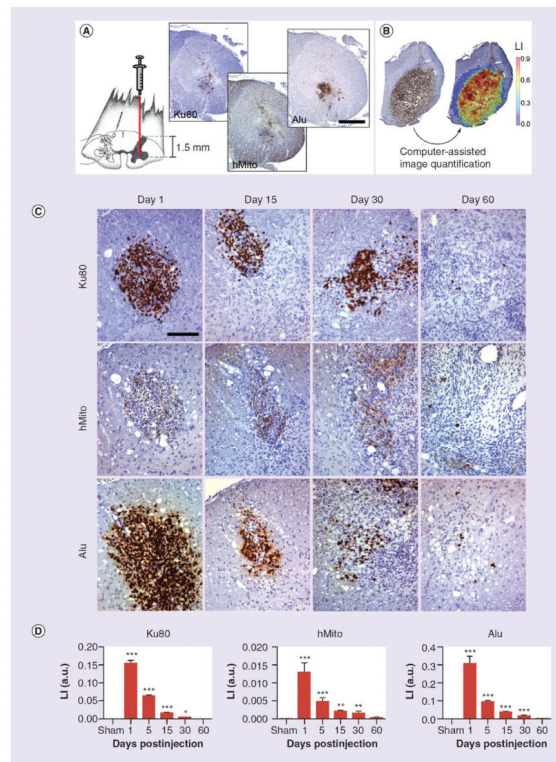 A
Ku80
hMito
Alu
1.5 mm
B
LI
0.9
0.6
0.3
0.0
Computer-assisted
image quantification
C
Day 1 Day 15 Day 30 Day 60
Ku80
hMito
Alu
D
Ku80
LI (a.u.)
0.20
0.15
0.10
0.05
0.00
***
***
***
*
Sham 1 5 15 30 60
Days postinjection
hMito
LI (a.u.)
0.020
0.015
0.010
0.005
0.000
***
***
**
**
Sham 1 5 15 30 60
Days postinjection
Alu
LI (a.u.)
0.4
0.3
0.2
0.1
0.0
***
***
***
***
Sham 1 5 15 30 60
Days postinjection